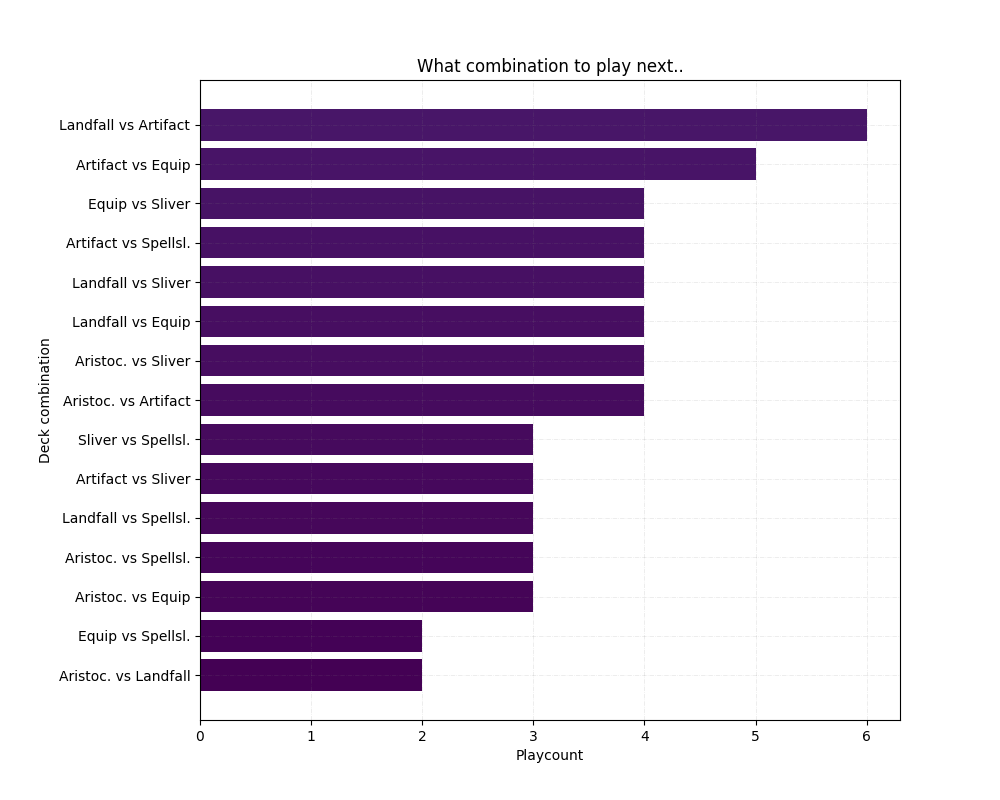 What combination to play next..
Landfall vs Artifact
Artifact vs Equip
Equip vs Sliver
Artifact vs Spellsl.
Landfall vs Sliver
Landfall vs Equip
Aristoc. vs Sliver
Aristoc. vs Artifact
Sliver vs Spellsl.
Artifact vs Sliver
Landfall vs Spellsl.
Aristoc. vs Spellsl.
Aristoc. vs Equip
Equip vs Spellsl.
Aristoc. vs Landfall
Deck combination
0 1 2 3 4 5 6
Playcount